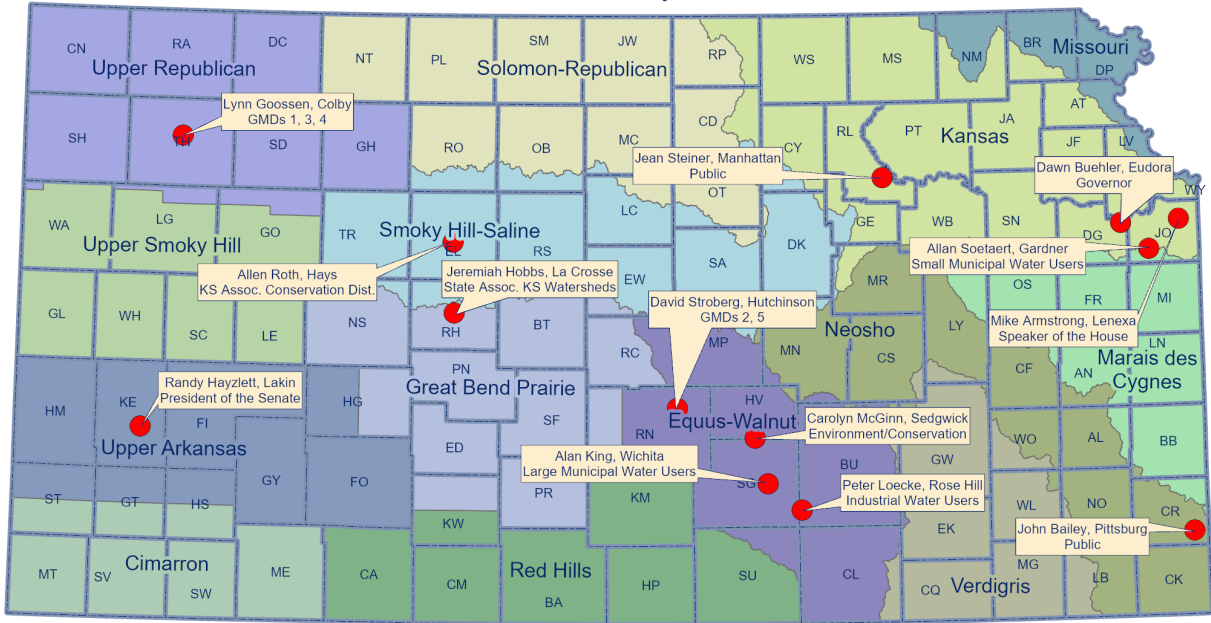 CN
RA
DC
NT
PL
SM
JW
RP
WS
MS
NM
BR
Missouri
DP
Upper Republican
Solomon-Republican
Lynn Goossen, Colby
GMDs 1, 3, 4
SH
TH
SD
GH
RO
OB
MC
CD
CY
RL
PT
Kansas
JA
AT
JF
LV
WY
Jean Steiner, Manhattan
Public
Dawn Buehler, Eudora
Governor
WA
LG
GO
Upper Smoky Hill
TR
Smoky Hill-Saline
EL
RS
LC
OT
DK
GE
WB
SN
DG
JO
Allen Roth, Hays
KS Assoc. Conservation Dist.
Jeremiah Hobbs, La Crosse
State Assoc. KS Watersheds
EW
SA
MR
Allan Soetaert, Gardner
Small Municipal Water Users
OS
FR
MI
GL
WH
SC
LE
NS
RH
BT
RC
David Stroberg, Hutchinson
GMDs 2, 5
MP
Neosho
MN
CS
LY
Mike Armstrong, Lenexa
Speaker of the House
LN
Marais des
Cygnes
CF
AN
Randy Hayzlett, Lakin
President of the Senate
HM
KE
FI
Upper Arkansas
HG
PN
Great Bend Prairie
SF
ED
RN
HV
Equus-Walnut
Carolyn McGinn, Sedgwick
Environment/Conservation
WO
AL
BB
Alan King, Wichita
Large Municipal Water Users
SG
BU
GW
Peter Loecke, Rose Hill
Industrial Water Users
ST
GT
HS
GY
FO
PR
KM
KW
EK
WL
NO
CR
John Bailey, Pittsburg
Public
MT
SV
Cimarron
SW
ME
CA
CM
Red Hills
BA
HP
SU
CL
CQ
Verdigris
MG
LB
CK